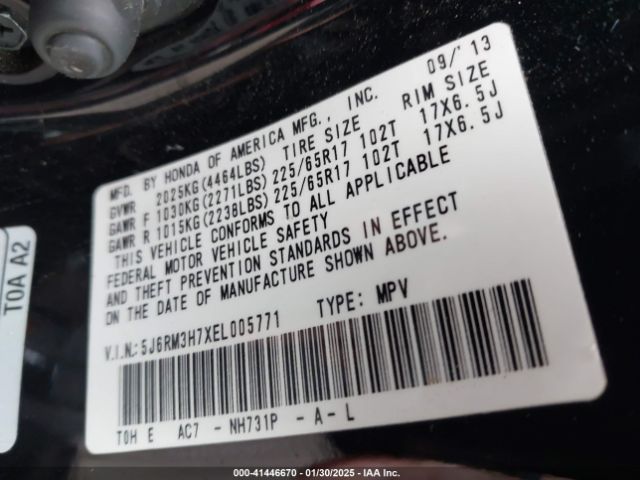 MFD. BY HONDA OF AMERICA MFG., INC. 09/'13
GVWR 2025KG(4464LBS) TIRE SIZE RIM SIZE
GAWR F 1030KG(2271LBS) 225/65R17 102T 17X6.5J
GAWR R 1015KG(2238LBS) 225/65R17 102T 17X6.5J
THIS VEHICLE CONFORMS TO ALL APPLICABLE
FEDERAL MOTOR VEHICLE SAFETY
AND THEFT PREVENTION STANDARDS IN EFFECT
ON THE DATE OF MANUFACTURE SHOWN ABOVE.
V.I.N.:5J6RM3H7XEL005771 TYPE: MPV
T0H E AC7 - NH731P - A - L
T0A A2
000-41446670 - 01/30/2025 - IAA Inc.